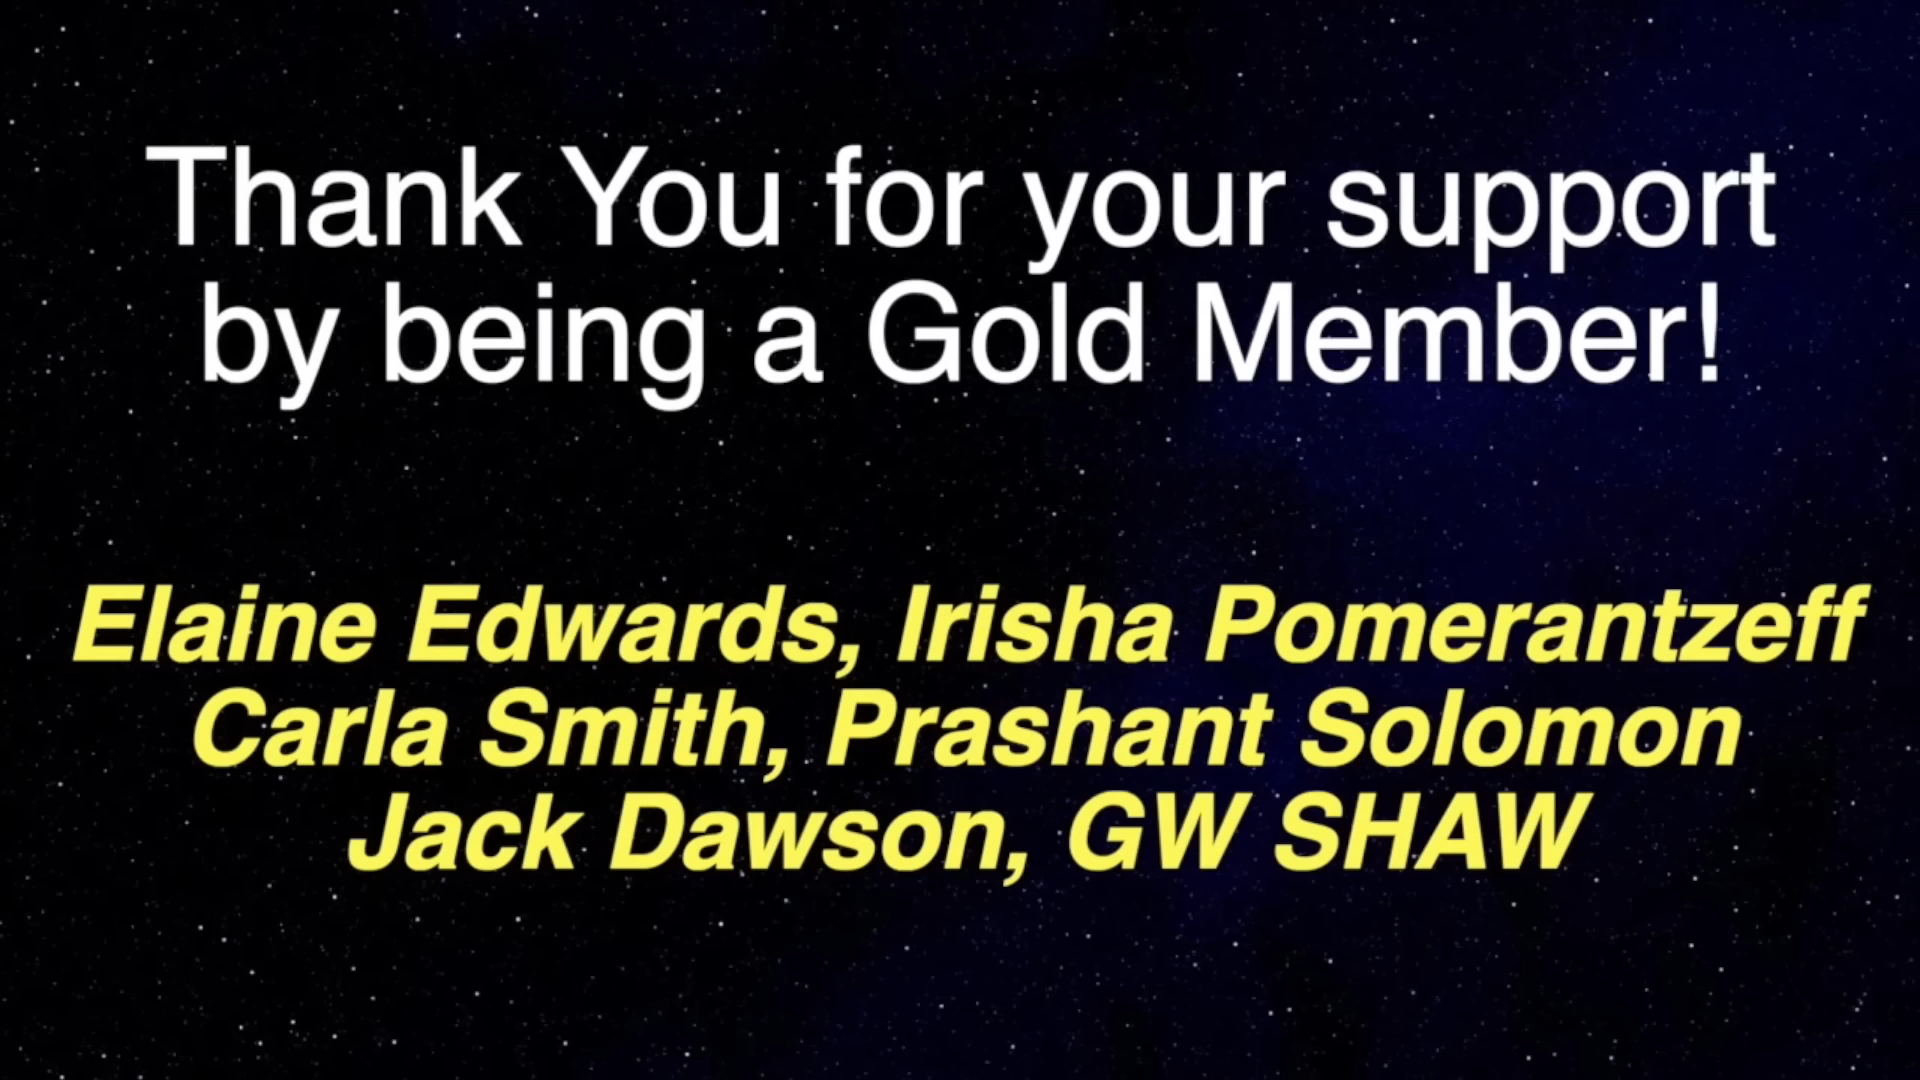 Thank You for your support
by being a Gold Member!
Elaine Edwards, Irisha Pomerantzeff
Carla Smith, Prashant Solomon
Jack Dawson, GW SHAW